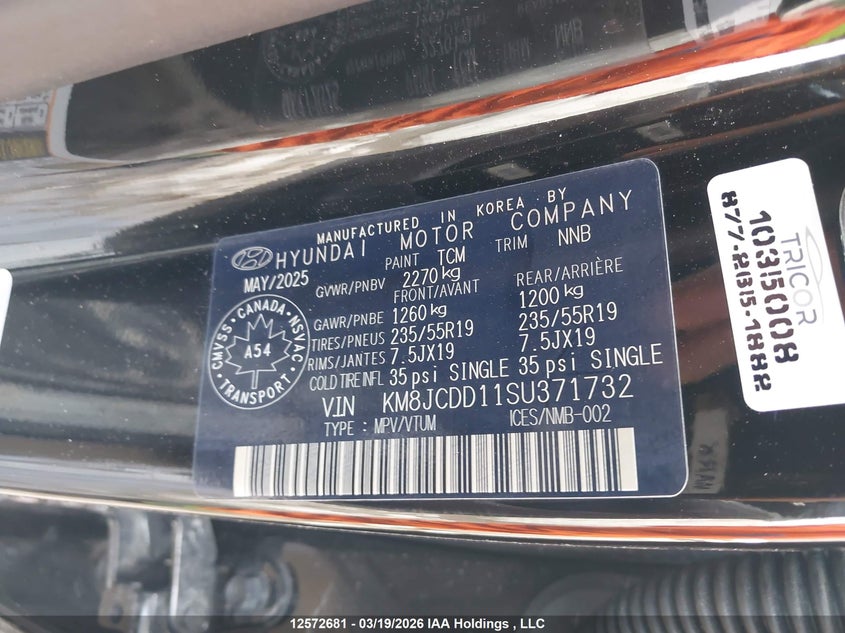 MANUFACTURED IN KOREA BY
HYUNDAI MOTOR COMPANY
MAY/2025 PAINT TCM TRIM NNB
GVWR/PNBV 2270 kg
FRONT/AVANT REAR/ARRIÈRE
GAWR/PNBE 1260 kg 1200 kg
TIRES/PNEUS 235/55R19 235/55R19
RIMS/JANTES 7.5JX19 7.5JX19
COLD TIRE INFL 35 psi SINGLE 35 psi SINGLE
VIN KM8JCDD11SU371732
TYPE : MPV/VTUM ICES/NMB-002
CMVSS - CANADA - NSVAC
A54
TRANSPORT
TRICOR
10315008
877-2135-1882
12572681 - 03/19/2026 IAA Holdings , LLC